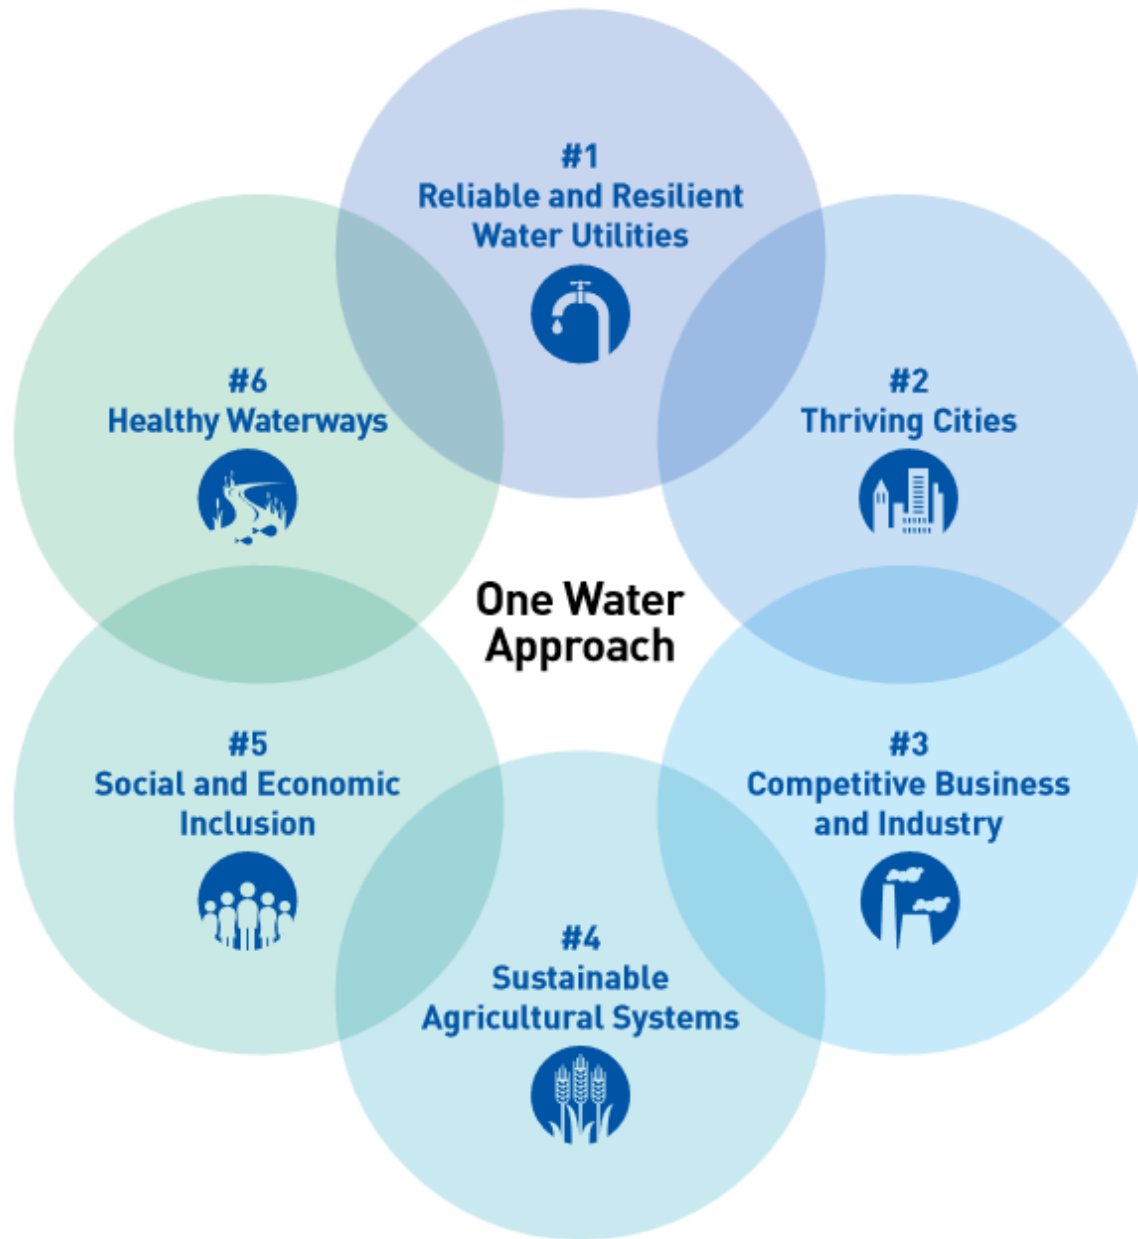 #1
Reliable and Resilient
Water Utilities
#2
Thriving Cities
#3
Competitive Business
and Industry
#4
Sustainable
Agricultural Systems
#5
Social and Economic
Inclusion
#6
Healthy Waterways
One Water
Approach